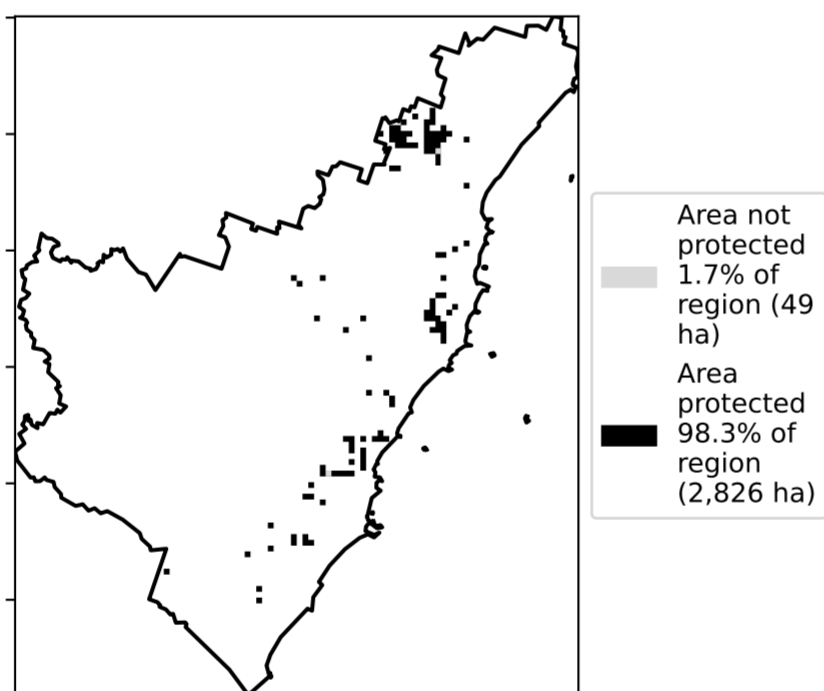 Area not
protected
1.7% of
region (49
ha)
Area
protected
98.3% of
region
(2,826 ha)